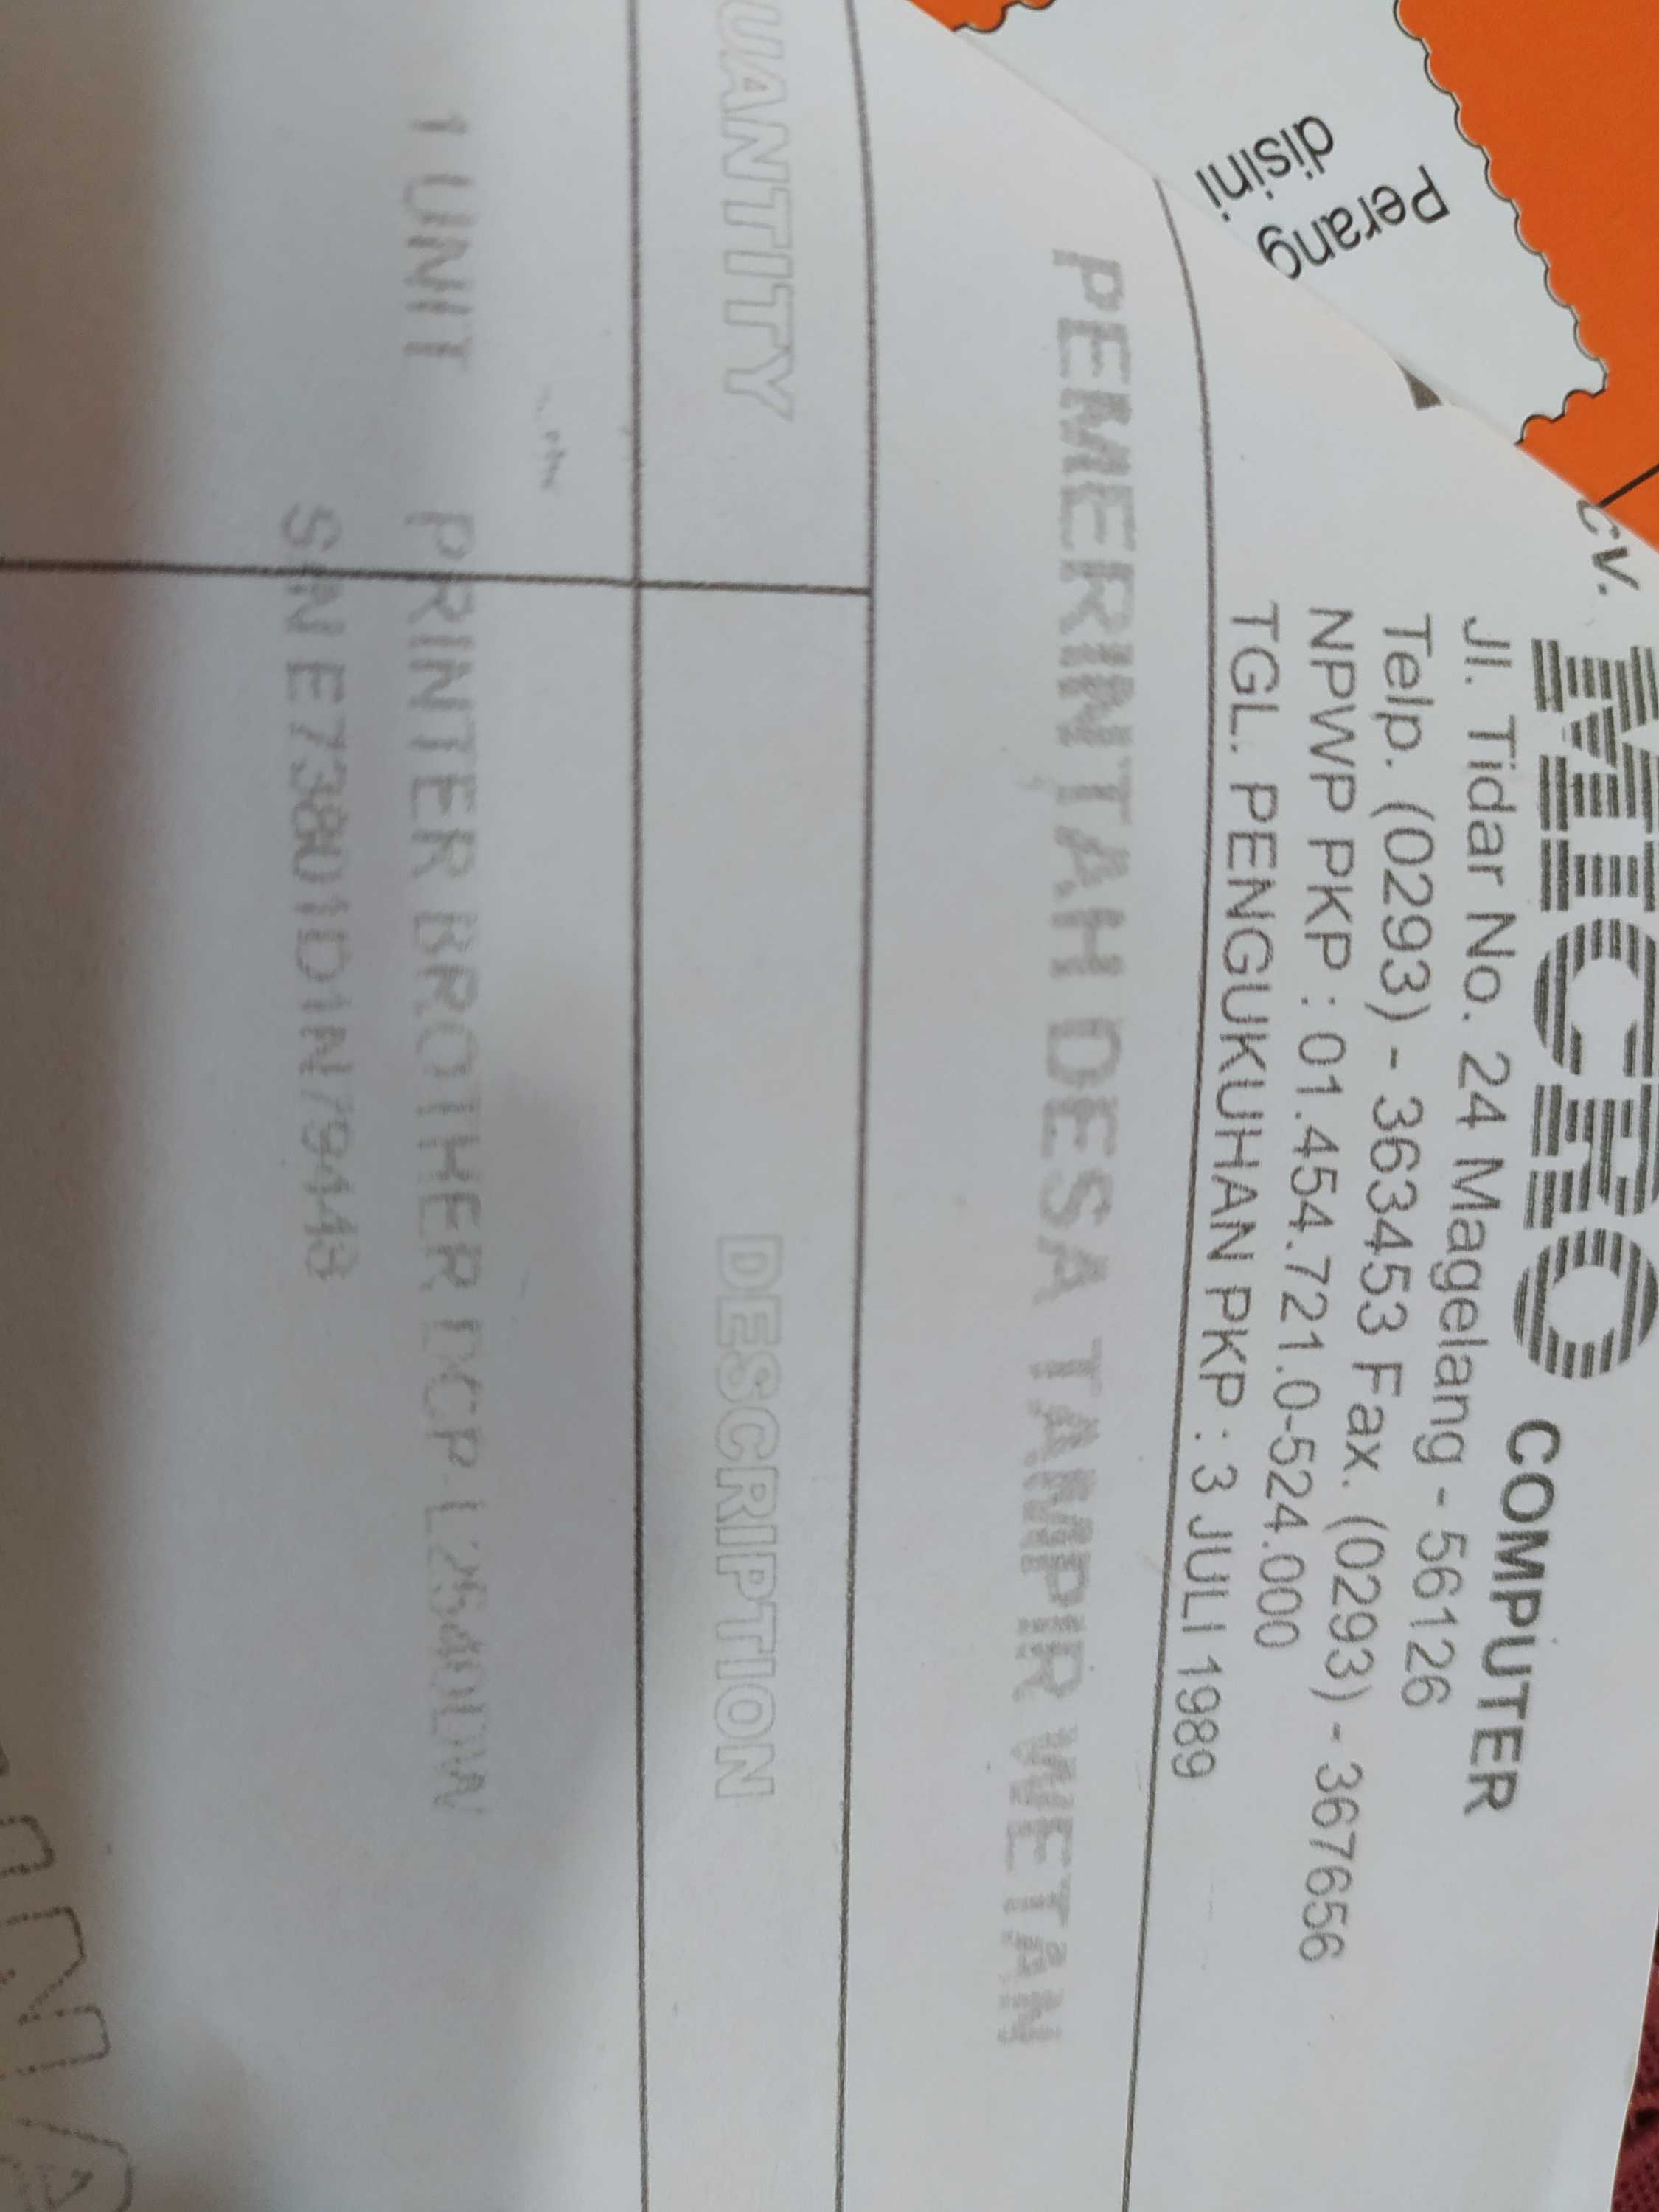 CV. MICRO COMPUTER
Jl. Tidar No. 24 Magelang - 56126
Telp. (0293) - 363453 Fax. (0293) - 367656
NPWP PKP : 01.454.721.0-524.000
TGL. PENGUKUHAN PKP : 3 JULI 1989
PEMERINTAH DESA TAMPIR WETAN
UANTITY DESCRIPTION
1 UNIT PRINTER BROTHER DCP L2540DW
S/N E73801D1N79448
Perang
disini